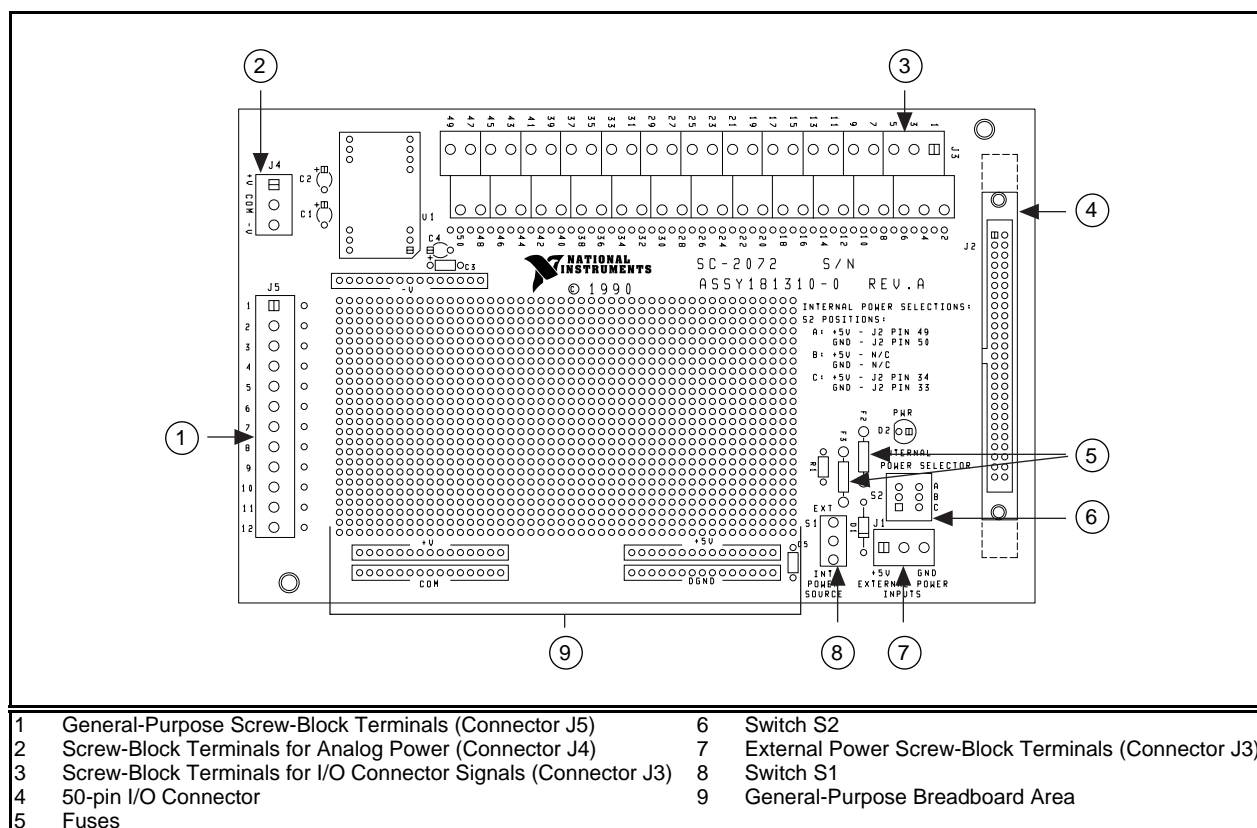 2
3
49 47 45 43 41 39 37 35 33 31 29 27 25 23 21 19 17 15 13 11 9 7 5 3 1
J3
J4
+V COM -V
C2
C1
U1
C4
C3
50 48 46 44 42 40 38 36 34 32 30 28 26 24 22 20 18 16 14 12 10 8 6 4 2
4
J2
NATIONAL
INSTRUMENTS
© 1990
SC-2072 S/N
ASSY181310-0 REV.A
-V
J5
1
2
3
4
5
6
7
8
9
10
11
12
INTERNAL POWER SELECTIONS:
S2 POSITIONS:
A: +5V - J2 PIN 49
GND - J2 PIN 50
B: +5V - N/C
GND - N/C
C: +5V - J2 PIN 34
GND - J2 PIN 33
1
F2
F3
PWR
D2
R1
5
INTERNAL
POWER SELECTOR
S2
A
B
C
6
EXT
S1
D1
J1
C5
+V
COM
+5V
DGND
INT
POWER
SOURCE
+5V GND
EXTERNAL POWER
INPUTS
9
8
7
1 General-Purpose Screw-Block Terminals (Connector J5)
2 Screw-Block Terminals for Analog Power (Connector J4)
3 Screw-Block Terminals for I/O Connector Signals (Connector J3)
4 50-pin I/O Connector
5 Fuses
6 Switch S2
7 External Power Screw-Block Terminals (Connector J3)
8 Switch S1
9 General-Purpose Breadboard Area